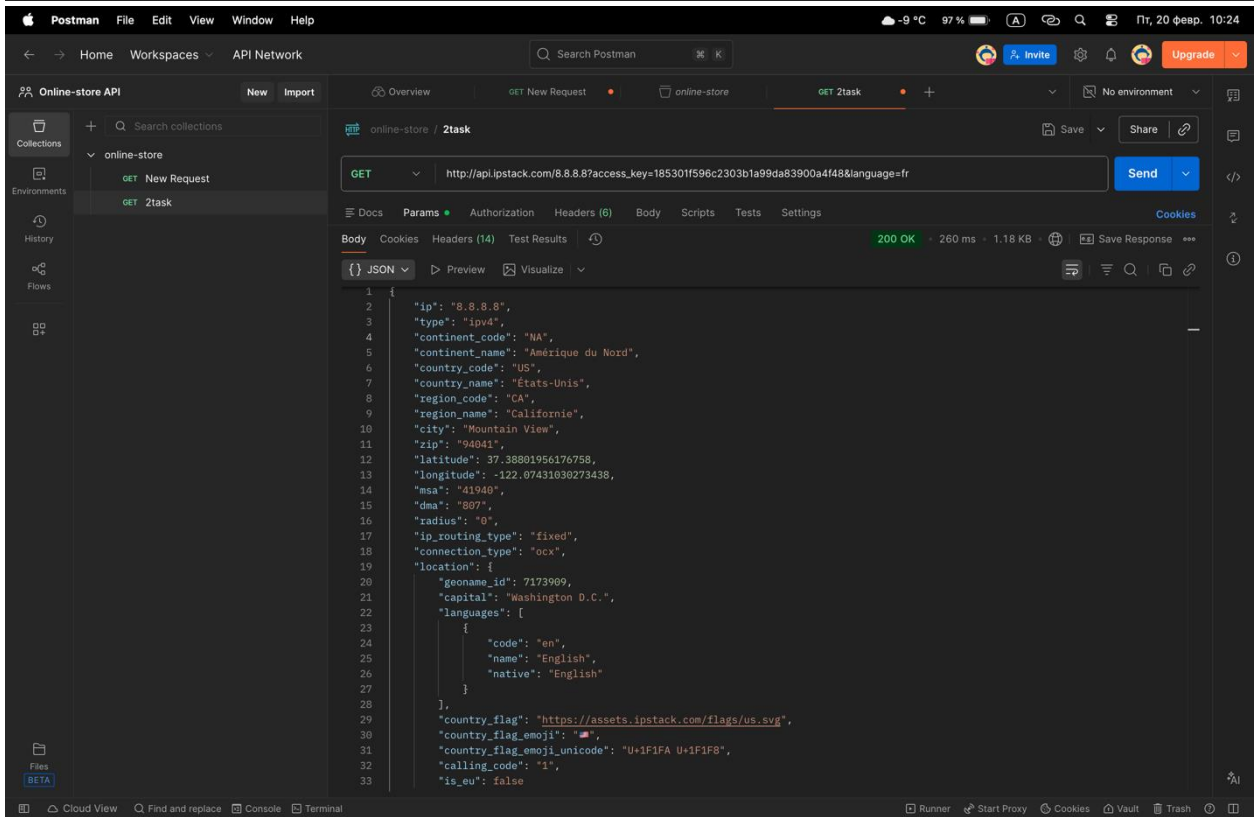 Postman File Edit View Window Help -9 °C 97 % A Пт, 20 февр. 10:24
Home Workspaces API Network Search Postman ⌘ K Invite Upgrade
Online-store API New Import Overview GET New Request online-store GET 2task No environment
Collections Search collections HTTP online-store / 2task Save Share
online-store
Environments GET New Request GET http://api.ipstack.com/8.8.8.8?access_key=185301f596c2303b1a99da83900a4f48&language=fr Send
GET 2task
History Docs Params Authorization Headers (6) Body Scripts Tests Settings Cookies
Body Cookies Headers (14) Test Results 200 OK 260 ms 1.18 KB Save Response
Flows {} JSON Preview Visualize
1 {
2 "ip": "8.8.8.8",
3 "type": "ipv4",
4 "continent_code": "NA",
5 "continent_name": "Amérique du Nord",
6 "country_code": "US",
7 "country_name": "États-Unis",
8 "region_code": "CA",
9 "region_name": "Californie",
10 "city": "Mountain View",
11 "zip": "94041",
12 "latitude": 37.38801956176758,
13 "longitude": -122.07431030273438,
14 "msa": "41940",
15 "dma": "807",
16 "radius": "0",
17 "ip_routing_type": "fixed",
18 "connection_type": "ocx",
19 "location": {
20 "geoname_id": 7173909,
21 "capital": "Washington D.C.",
22 "languages": [
23 {
24 "code": "en",
25 "name": "English",
26 "native": "English"
27 }
28 ],
29 "country_flag": "https://assets.ipstack.com/flags/us.svg",
30 "country_flag_emoji": "🇺🇸",
31 "country_flag_emoji_unicode": "U+1F1FA U+1F1F8",
32 "calling_code": "1",
33 "is_eu": false
Files
BETA AI
Cloud View Find and replace Console Terminal Runner Start Proxy Cookies Vault Trash